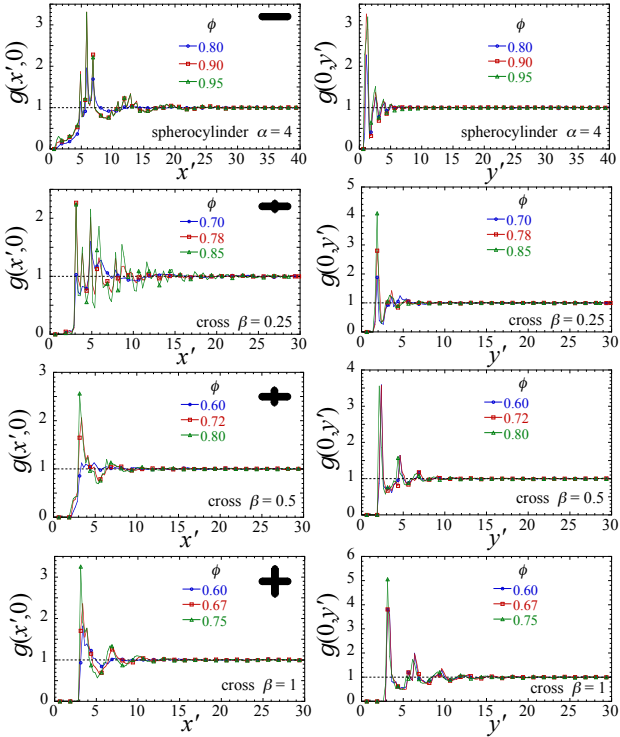 g(x′,0)
3
2
1
0
ϕ
0.80
0.90
0.95
spherocylinder α = 4
0 5 10 15 20 25 30 35 40
x′
g(0,y′)
3
2
1
0
ϕ
0.80
0.90
0.95
spherocylinder α = 4
0 5 10 15 20 25 30 35 40
y′
g(x′,0)
2
1
0
ϕ
0.70
0.78
0.85
cross β = 0.25
0 5 10 15 20 25 30
x′
g(0,y′)
5
4
3
2
1
0
ϕ
0.70
0.78
0.85
cross β = 0.25
0 5 10 15 20 25 30
y′
g(x′,0)
3
2
1
0
ϕ
0.60
0.72
0.80
cross β = 0.5
0 5 10 15 20 25 30
x′
g(0,y′)
4
3
2
1
0
ϕ
0.60
0.72
0.80
cross β = 0.5
0 5 10 15 20 25 30
y′
g(x′,0)
3
2
1
0
ϕ
0.60
0.67
0.75
cross β = 1
0 5 10 15 20 25 30
x′
g(0,y′)
6
5
4
3
2
1
0
ϕ
0.60
0.67
0.75
cross β = 1
0 5 10 15 20 25 30
y′